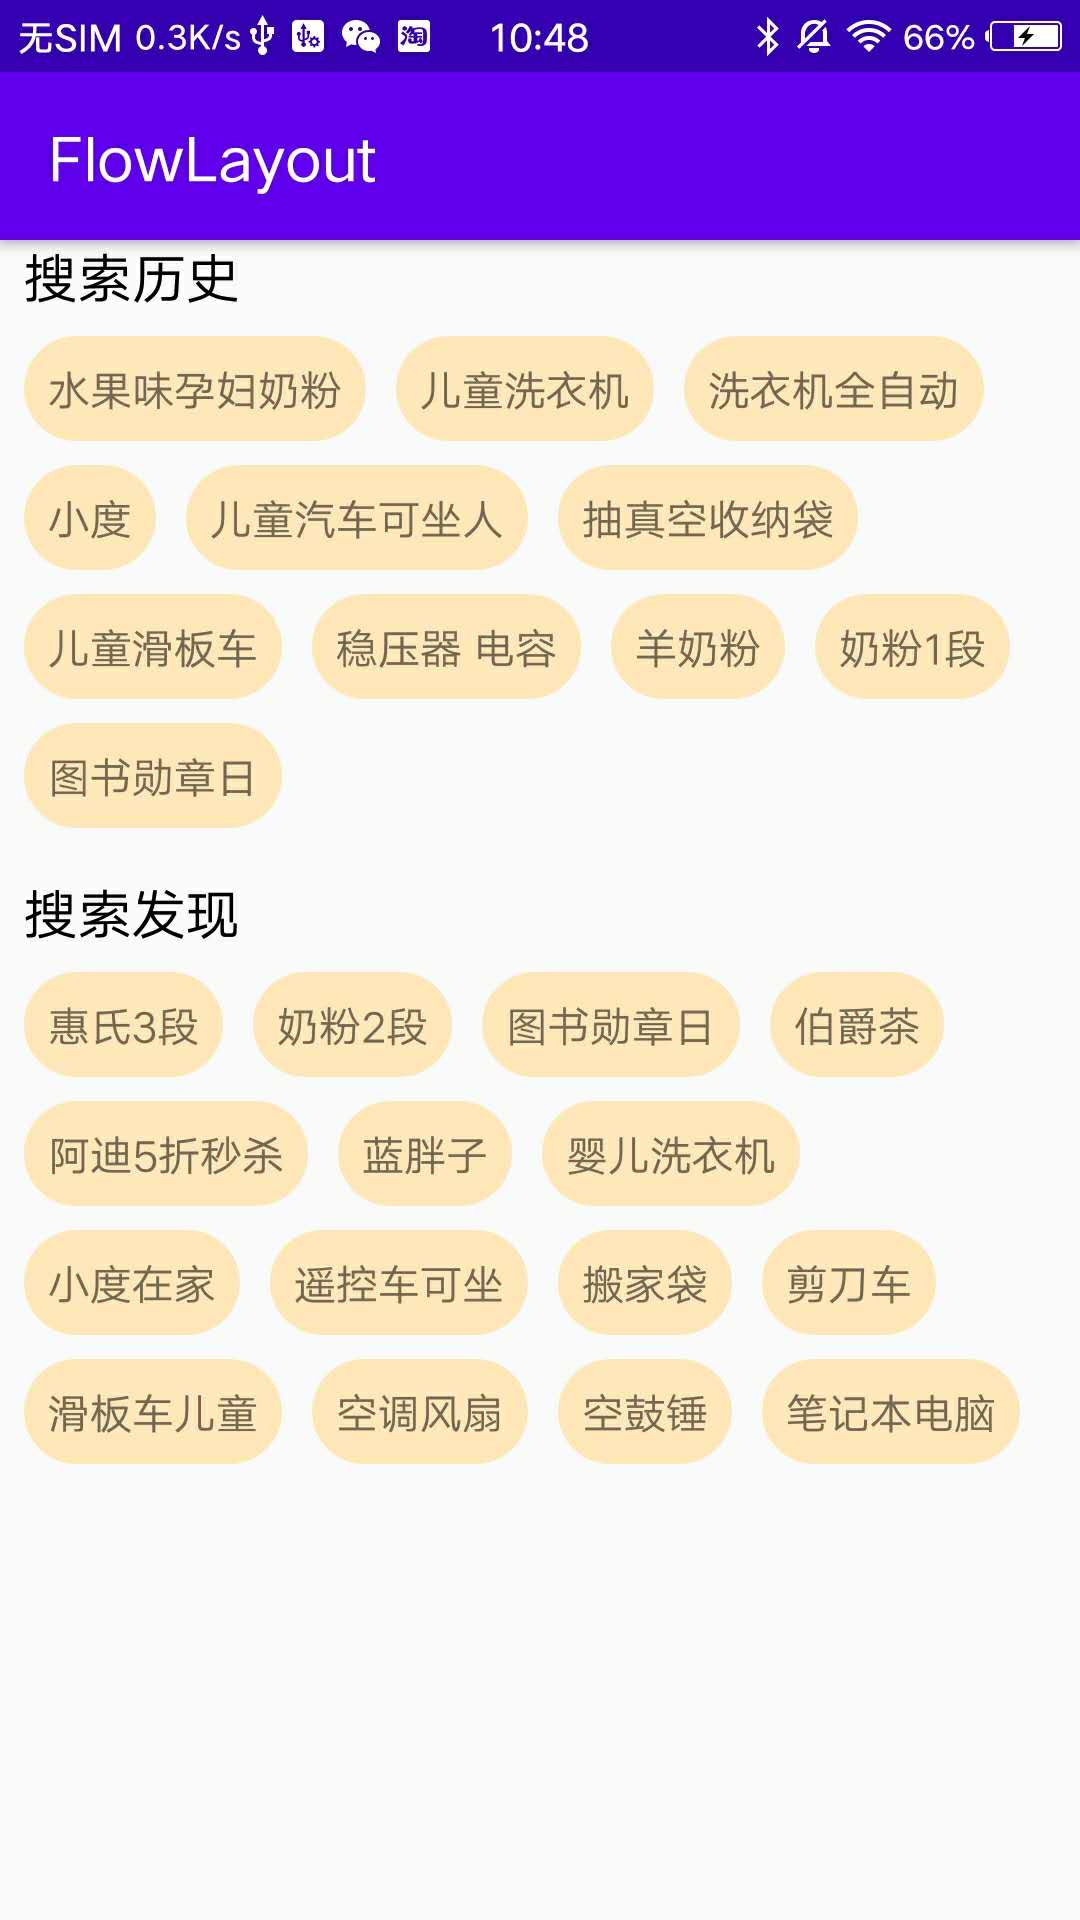 无SIM 0.3K/s 淘 10:48 66%
FlowLayout
搜索历史
水果味孕妇奶粉 儿童洗衣机 洗衣机全自动
小度 儿童汽车可坐人 抽真空收纳袋
儿童滑板车 稳压器 电容 羊奶粉 奶粉1段
图书勋章日
搜索发现
惠氏3段 奶粉2段 图书勋章日 伯爵茶
阿迪5折秒杀 蓝胖子 婴儿洗衣机
小度在家 遥控车可坐 搬家袋 剪刀车
滑板车儿童 空调风扇 空鼓锤 笔记本电脑